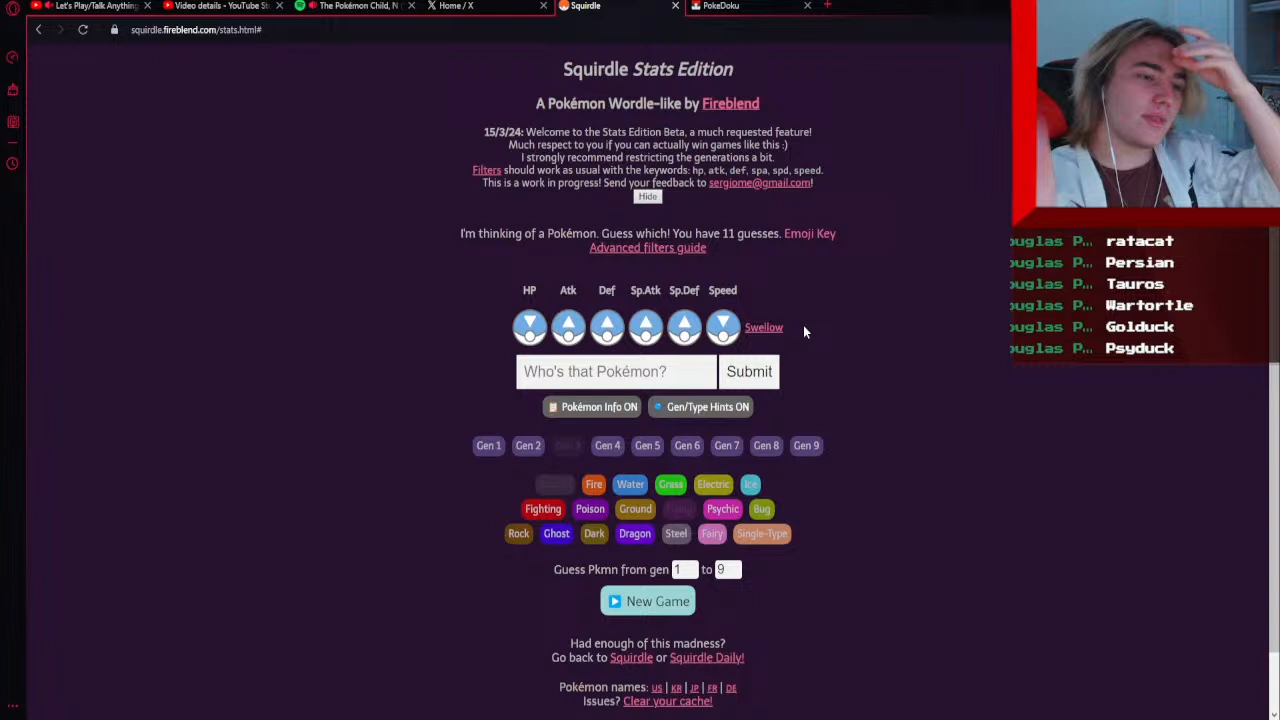 Let's Play/Talk Anything
Video details - YouTube St
The Pokémon Child, N (
Home / X
Squirdle
PokeDoku
squirdle.fireblend.com/stats.html#
Squirdle Stats Edition
A Pokémon Wordle-like by Fireblend
15/3/24: Welcome to the Stats Edition Beta, a much requested feature!
Much respect to you if you can actually win games like this :)
I strongly recommend restricting the generations a bit.
Filters should work as usual with the keywords: hp, atk, def, spa, spd, speed.
This is a work in progress! Send your feedback to sergiome@gmail.com!
Hide
I'm thinking of a Pokémon. Guess which! You have 11 guesses. Emoji Key
Advanced filters guide
HP Atk Def Sp.Atk Sp.Def Speed
Swellow
Who's that Pokémon? Submit
Pokémon Info ON Gen/Type Hints ON
Gen 1 Gen 2 Gen 3 Gen 4 Gen 5 Gen 6 Gen 7 Gen 8 Gen 9
Fire Water Grass Electric Ice
Fighting Poison Ground Psychic Bug
Rock Ghost Dark Dragon Steel Fairy Single-Type
Guess Pkmn from gen 1 to 9
New Game
Had enough of this madness?
Go back to Squirdle or Squirdle Daily!
Pokémon names: US | KR | JP | FR | DE
Issues? Clear your cache!
ouglas P... ratacat
ouglas P... Persian
ouglas P... Tauros
ouglas P... Wartortle
ouglas P... Golduck
ouglas P... Psyduck